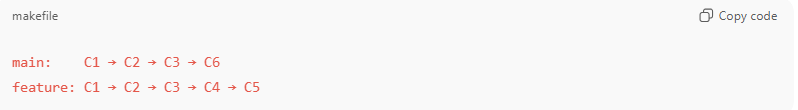 makefile
Copy code
main:    C1 → C2 → C3 → C6
feature: C1 → C2 → C3 → C4 → C5